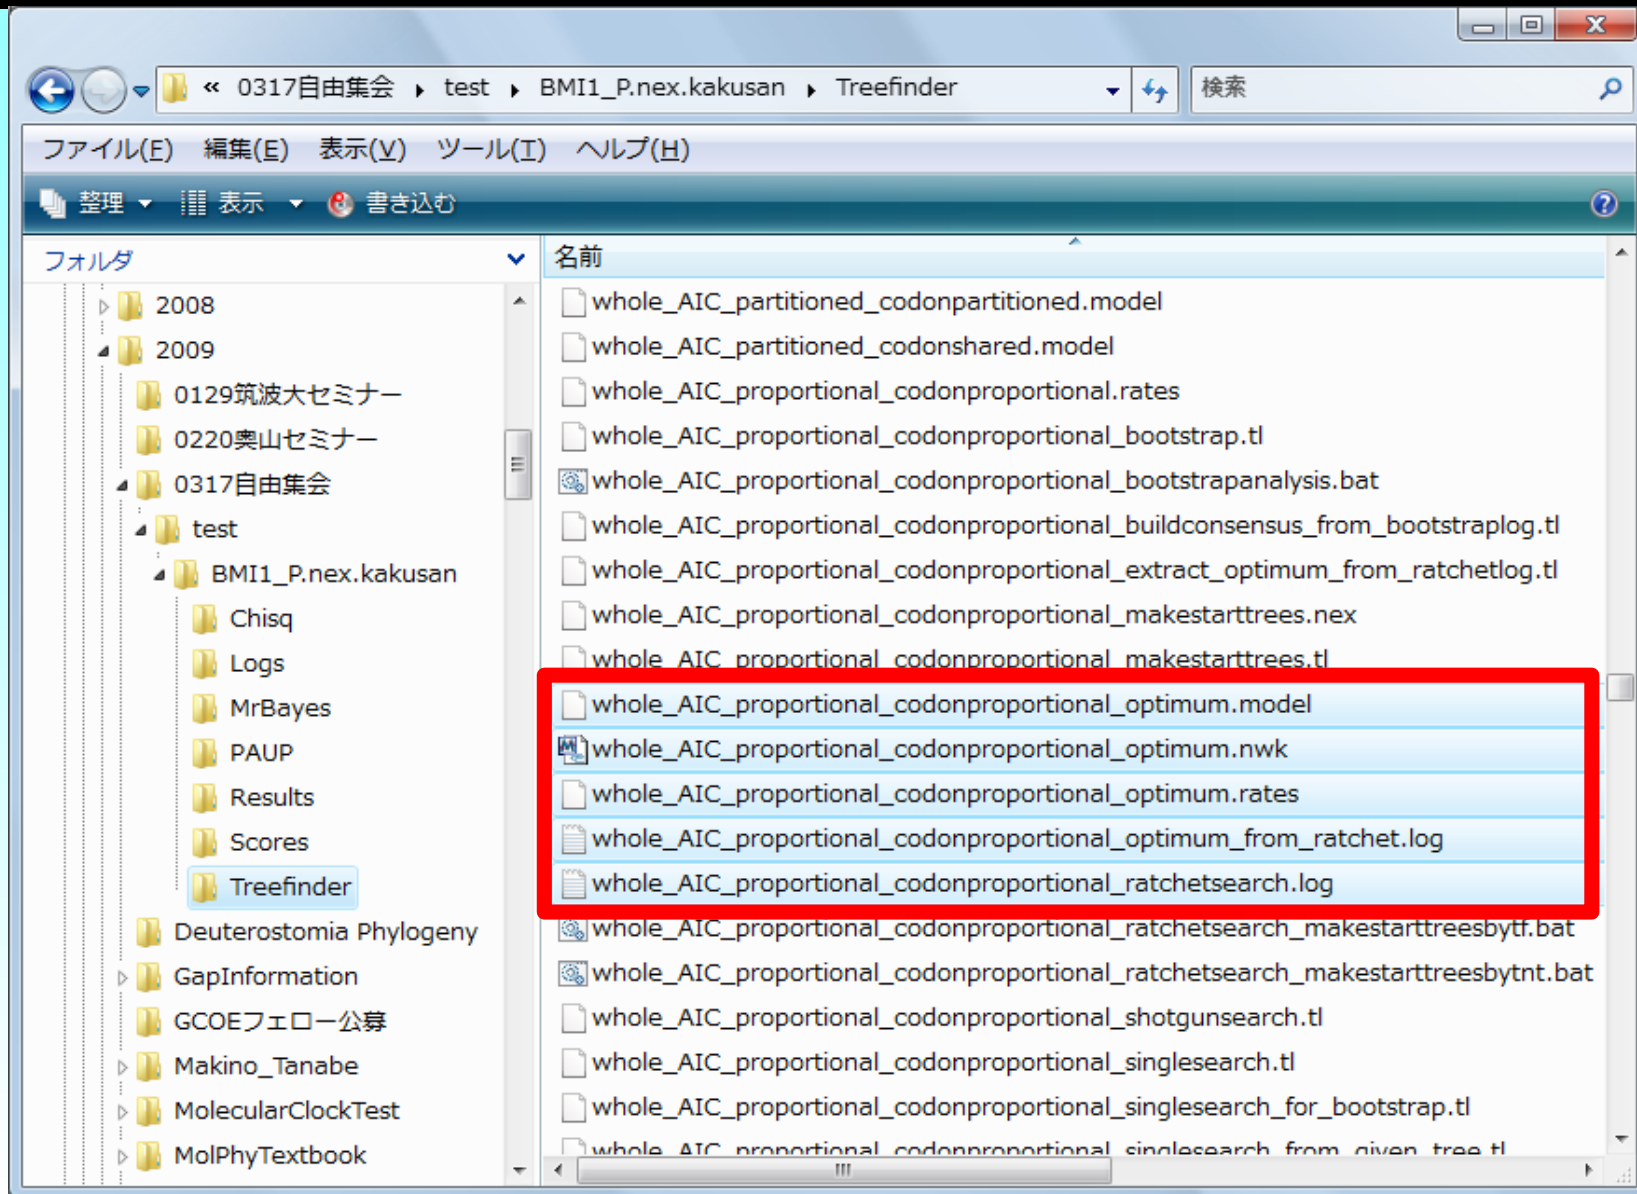 « 0317自由集会 ▸ test ▸ BMI1_P.nex.kakusan ▸ Treefinder
検索
ファイル(F) 編集(E) 表示(V) ツール(T) ヘルプ(H)
整理 表示 書き込む
フォルダ
2008
2009
0129筑波大セミナー
0220奥山セミナー
0317自由集会
test
BMI1_P.nex.kakusan
Chisq
Logs
MrBayes
PAUP
Results
Scores
Treefinder
Deuterostomia Phylogeny
GapInformation
GCOEフェロー公募
Makino_Tanabe
MolecularClockTest
MolPhyTextbook
名前
whole_AIC_partitioned_codonpartitioned.model
whole_AIC_partitioned_codonshared.model
whole_AIC_proportional_codonproportional.rates
whole_AIC_proportional_codonproportional_bootstrap.tl
whole_AIC_proportional_codonproportional_bootstrapanalysis.bat
whole_AIC_proportional_codonproportional_buildconsensus_from_bootstraplog.tl
whole_AIC_proportional_codonproportional_extract_optimum_from_ratchetlog.tl
whole_AIC_proportional_codonproportional_makestarttrees.nex
whole_AIC_proportional_codonproportional_makestarttrees.tl
whole_AIC_proportional_codonproportional_optimum.model
whole_AIC_proportional_codonproportional_optimum.nwk
whole_AIC_proportional_codonproportional_optimum.rates
whole_AIC_proportional_codonproportional_optimum_from_ratchet.log
whole_AIC_proportional_codonproportional_ratchetsearch.log
whole_AIC_proportional_codonproportional_ratchetsearch_makestarttreesbytf.bat
whole_AIC_proportional_codonproportional_ratchetsearch_makestarttreesbytnt.bat
whole_AIC_proportional_codonproportional_shotgunsearch.tl
whole_AIC_proportional_codonproportional_singlesearch.tl
whole_AIC_proportional_codonproportional_singlesearch_for_bootstrap.tl
whole_AIC_proportional_codonproportional_singlesearch_from_given_tree.tl